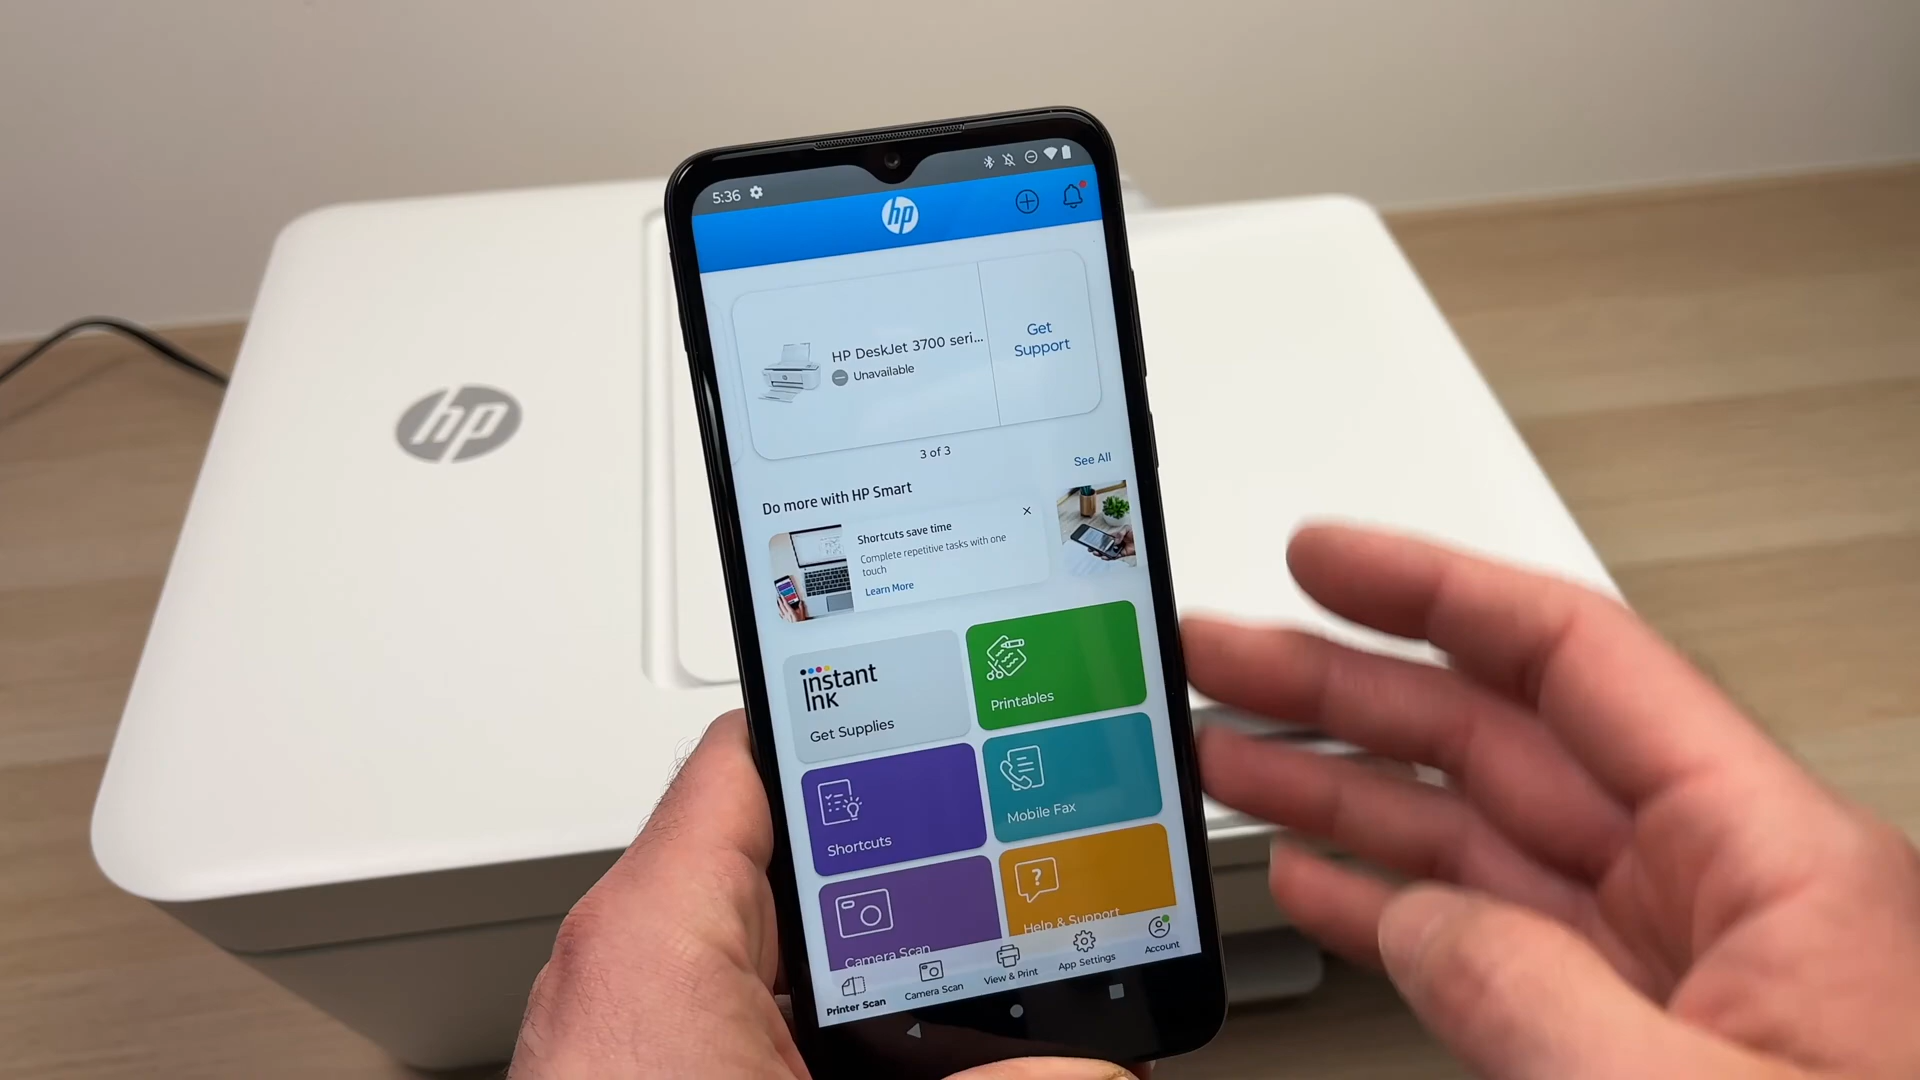 5:36
hp
HP DeskJet 3700 seri...
Unavailable
Get
Support
3 of 3
See All
Do more with HP Smart
Shortcuts save time
Complete repetitive tasks with one
touch
Learn More
instant
ink
Get Supplies
Printables
Shortcuts
Mobile Fax
Camera Scan
Help & Support
Printer Scan
Camera Scan
View & Print
App Settings
Account
hp